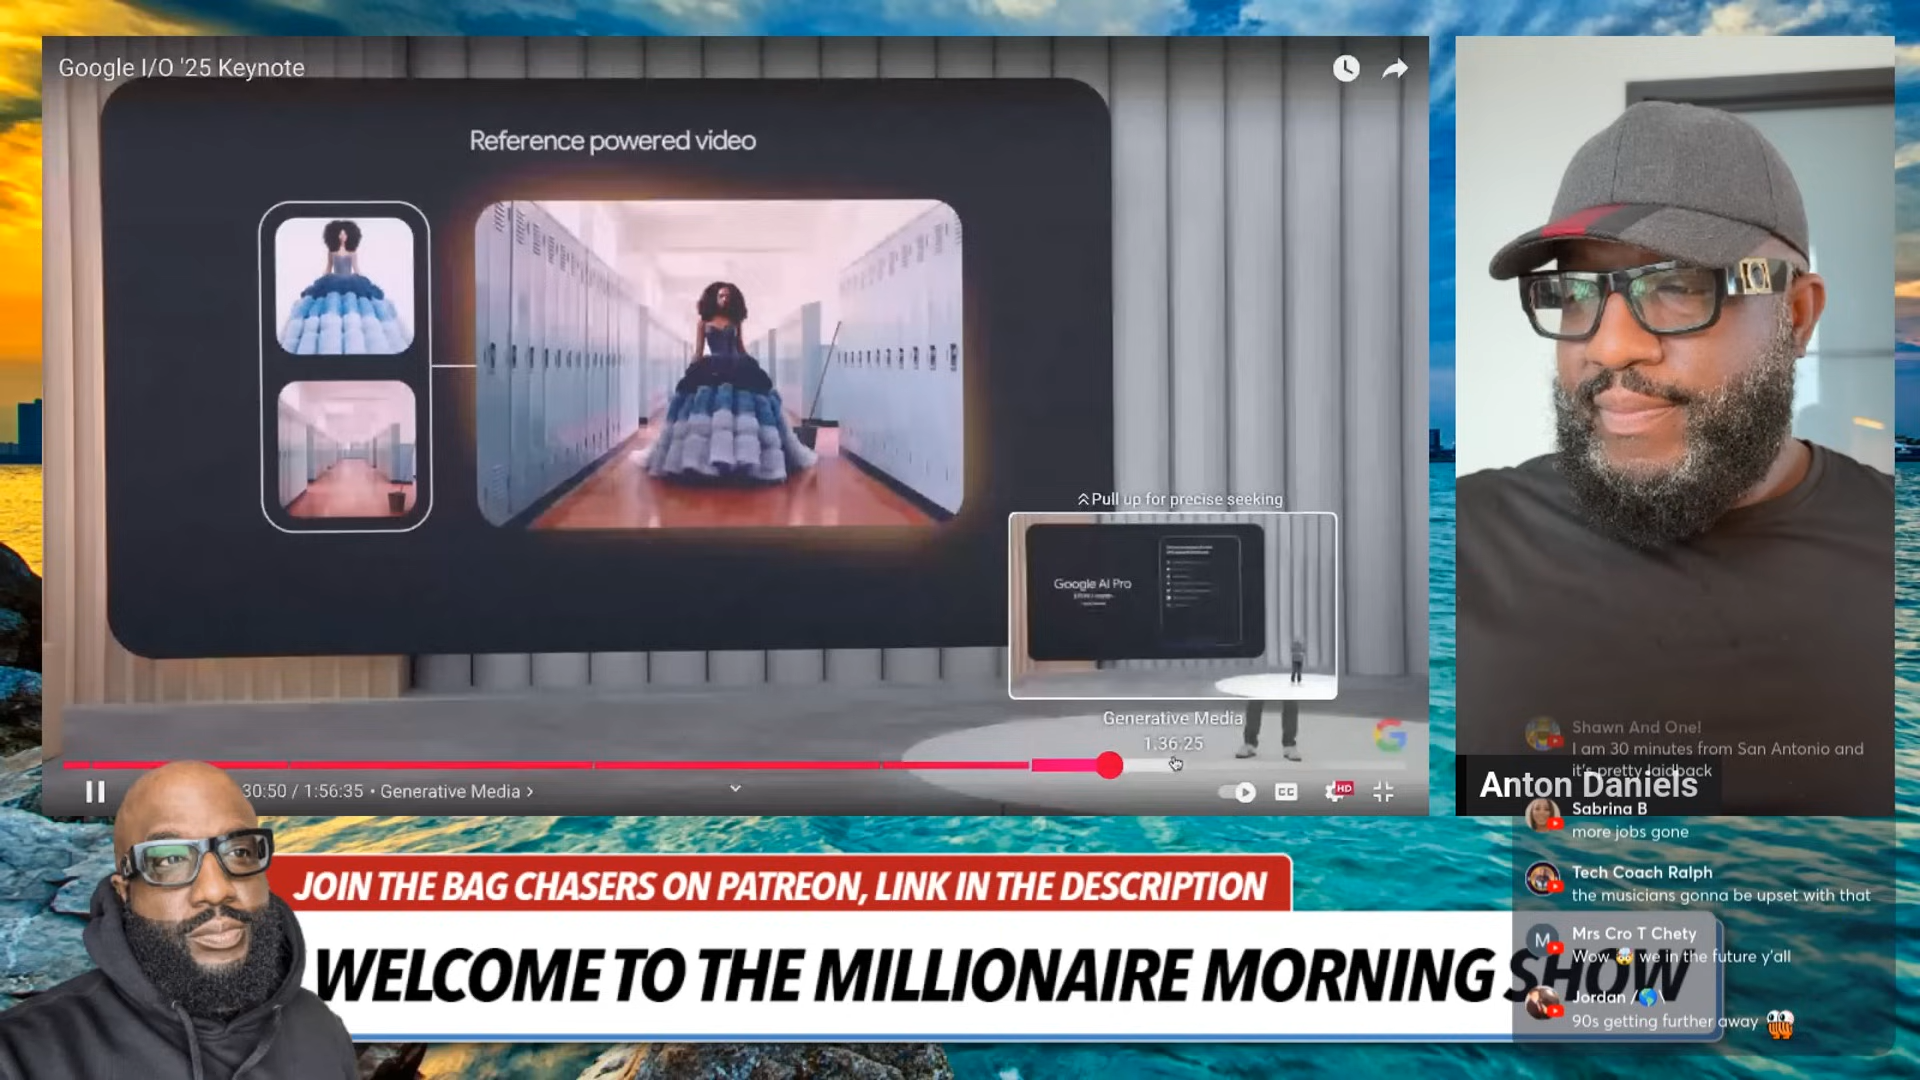 Google I/O '25 Keynote
Reference powered video
Pull up for precise seeking
Google AI Pro
Generative Media
1:36:25
30:50 / 1:56:35 • Generative Media ›
CC
HD
Anton Daniels
Shawn And One!
I am 30 minutes from San Antonio and
it's pretty laidback
Sabrina B
more jobs gone
Tech Coach Ralph
the musicians gonna be upset with that
M
Mrs Cro T Chety
Wow 🤯 we in the future y'all
Jordan /🌎\
90s getting further away
JOIN THE BAG CHASERS ON PATREON, LINK IN THE DESCRIPTION
WELCOME TO THE MILLIONAIRE MORNING SHOW